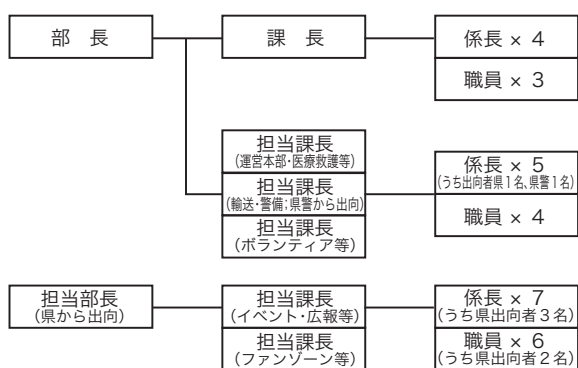 部　長
課　長
係長 × 4
職員 × 3
担当課長
（運営本部・医療救護等）
担当課長
（輸送・警備；県警から出向）
担当課長
（ボランティア等）
係長 × 5
（うち出向者県１名、県警１名）
職員 × 4
担当部長
（県から出向）
担当課長
（イベント・広報等）
担当課長
（ファンゾーン等）
係長 × 7
（うち県出向者３名）
職員 × 6
（うち県出向者２名）